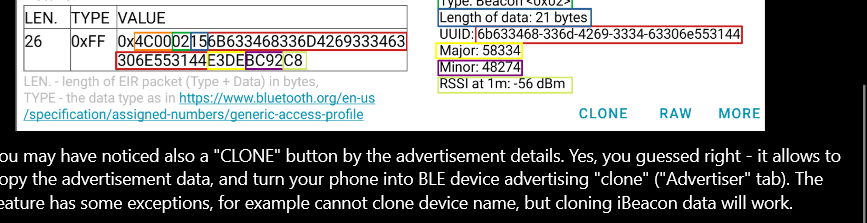 Type: Beacon <0x02>
LEN. TYPE VALUE
26 0xFF 0x4C0002156B633468336D4269333463
306E553144E3DEBC92C8
Length of data: 21 bytes
UUID: 6b633468-336d-4269-3334-63306e553144
Major: 58334
Minor: 48274
RSSI at 1m: -56 dBm
LEN. - length of EIR packet (Type + Data) in bytes,
TYPE - the data type as in https://www.bluetooth.org/en-us
/specification/assigned-numbers/generic-access-profile
CLONE RAW MORE
ou may have noticed also a "CLONE" button by the advertisement details. Yes, you guessed right - it allows to
opy the advertisement data, and turn your phone into BLE device advertising "clone" ("Advertiser" tab). The
eature has some exceptions, for example cannot clone device name, but cloning iBeacon data will work.